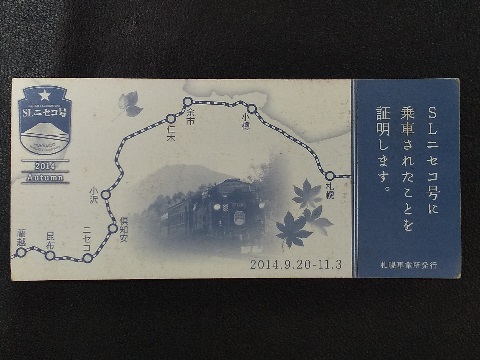 SLニセコ号
2014
Autumn
蘭越
昆布
ニセコ
倶知安
小沢
仁木
余市
小樽
札幌
2014.9.20-11.3
SLニセコ号に
乗車されたことを
証明します。
札幌車掌所発行